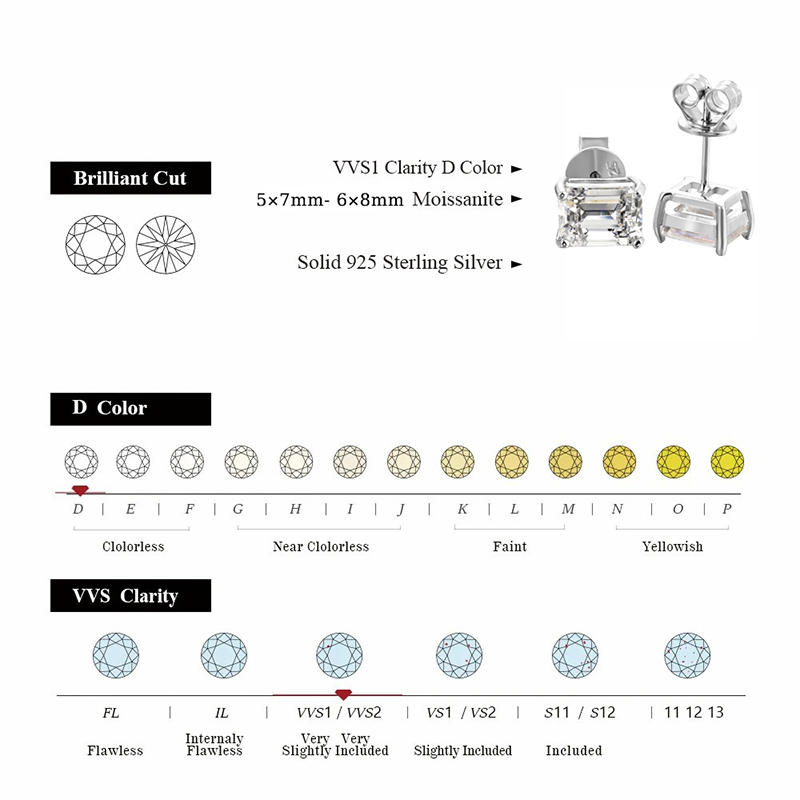 Brilliant Cut
VVS1 Clarity D Color ►
5×7mm- 6×8mm Moissanite ►
Solid 925 Sterling Silver ►
D Color
D | E | F | G | H | I | J | K | L | M | N | O | P
Clolorless Near Clolorless Faint Yellowish
VVS Clarity
FL | IL | VVS1 / VVS2 | VS1 / VS2 | S11 / S12 | 11 12 13
Flawless
Internaly
Flawless
Very Very
Slightly Included
Slightly Included
Included